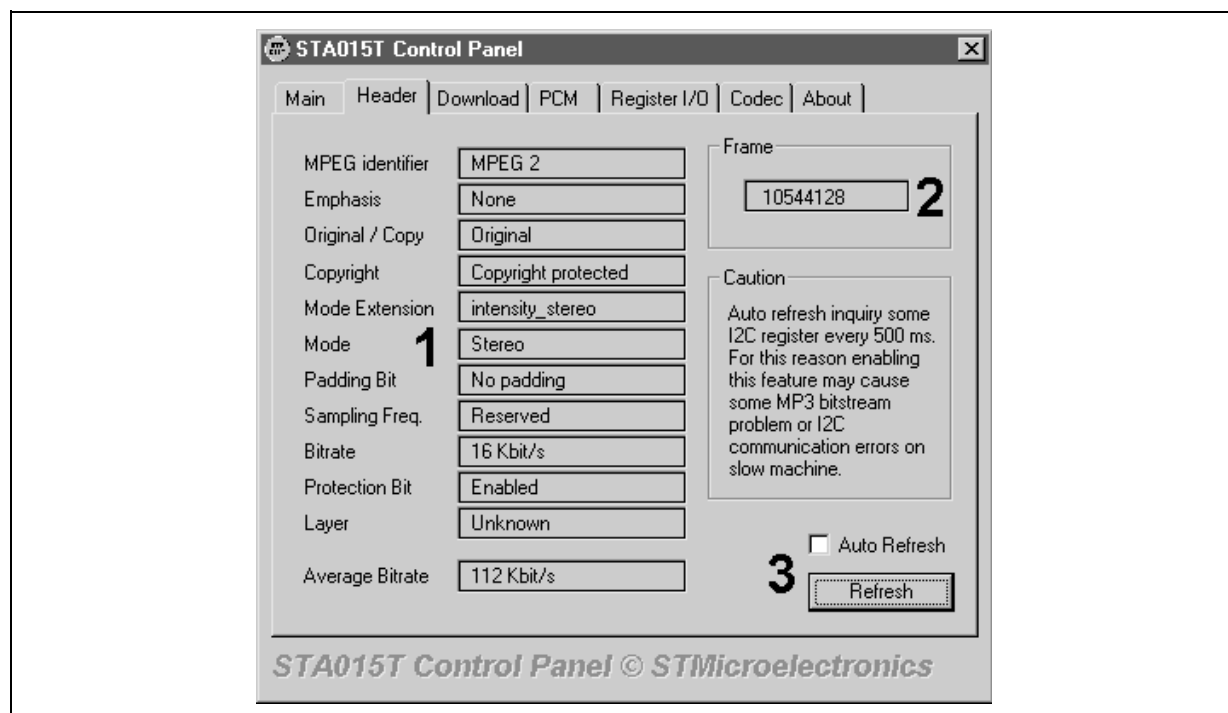 STA015T Control Panel
Main Header Download PCM Register I/O Codec About
MPEG identifier MPEG 2
Emphasis None
Original / Copy Original
Copyright Copyright protected
Mode Extension intensity_stereo
Mode 1 Stereo
Padding Bit No padding
Sampling Freq. Reserved
Bitrate 16 Kbit/s
Protection Bit Enabled
Layer Unknown
Average Bitrate 112 Kbit/s
Frame
10544128 2
Caution
Auto refresh inquiry some
I2C register every 500 ms.
For this reason enabling
this feature may cause
some MP3 bitstream
problem or I2C
communication errors on
slow machine.
Auto Refresh
3 Refresh
STA015T Control Panel © STMicroelectronics